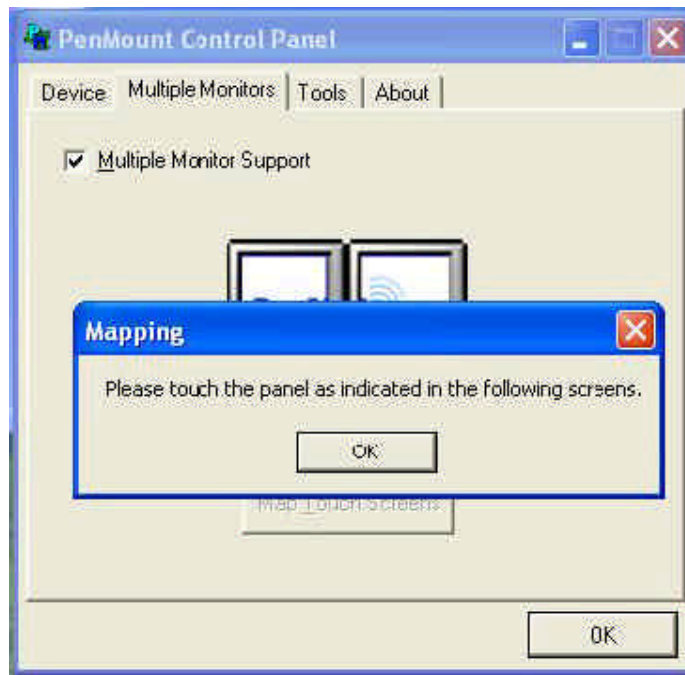 PenMount Control Panel
Device Multiple Monitors Tools About
Multiple Monitor Support
Mapping
Please touch the panel as indicated in the following screens.
OK
Map Touch Screens
OK